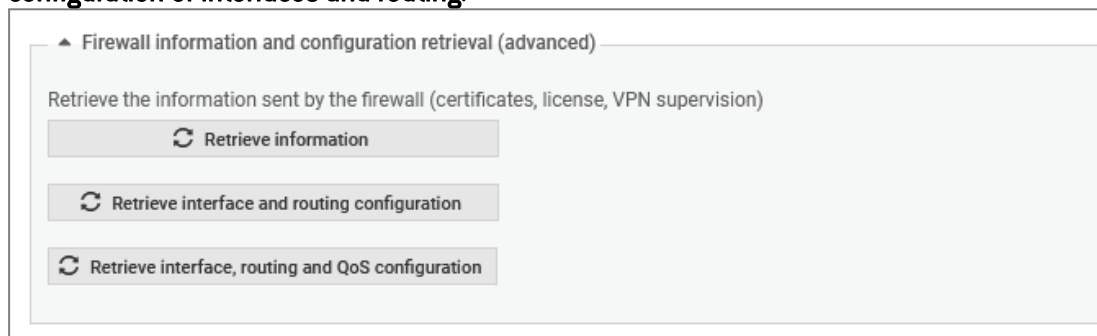 configuration of interfaces and routing.
Firewall information and configuration retrieval (advanced)
Retrieve the information sent by the firewall (certificates, license, VPN supervision)
Retrieve information
Retrieve interface and routing configuration
Retrieve interface, routing and QoS configuration